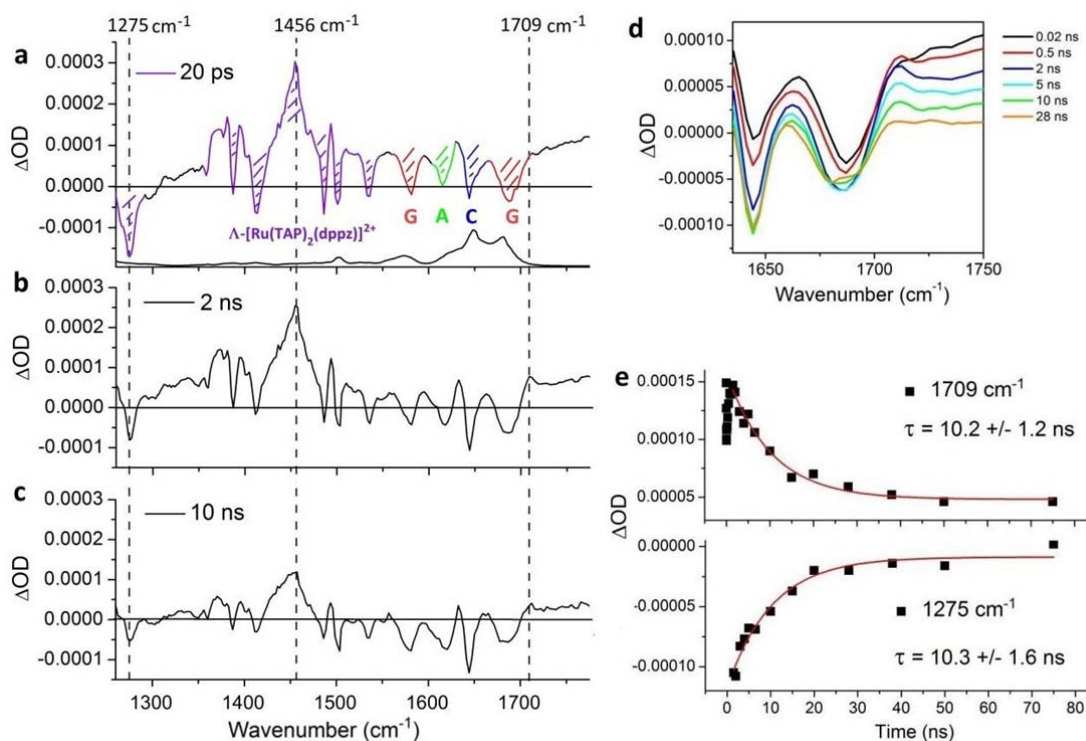 1275 cm⁻¹ 1456 cm⁻¹ 1709 cm⁻¹
a
20 ps
0.0003
0.0002
0.0001
0.0000
-0.0001
ΔOD
G A C G
Λ-[Ru(TAP)₂(dppz)]²⁺
b
2 ns
0.0003
0.0002
0.0001
0.0000
-0.0001
ΔOD
c
10 ns
0.0003
0.0002
0.0001
0.0000
-0.0001
ΔOD
1300 1400 1500 1600 1700
Wavenumber (cm⁻¹)
d
0.00010
0.00005
0.00000
-0.00005
-0.00010
ΔOD
1650 1700 1750
Wavenumber (cm⁻¹)
0.02 ns
0.5 ns
2 ns
5 ns
10 ns
28 ns
e
0.00015
0.00010
0.00005
1709 cm⁻¹
τ = 10.2 +/- 1.2 ns
ΔOD
0.00000
-0.00005
-0.00010
1275 cm⁻¹
τ = 10.3 +/- 1.6 ns
0 10 20 30 40 50 60 70 80
Time (ns)